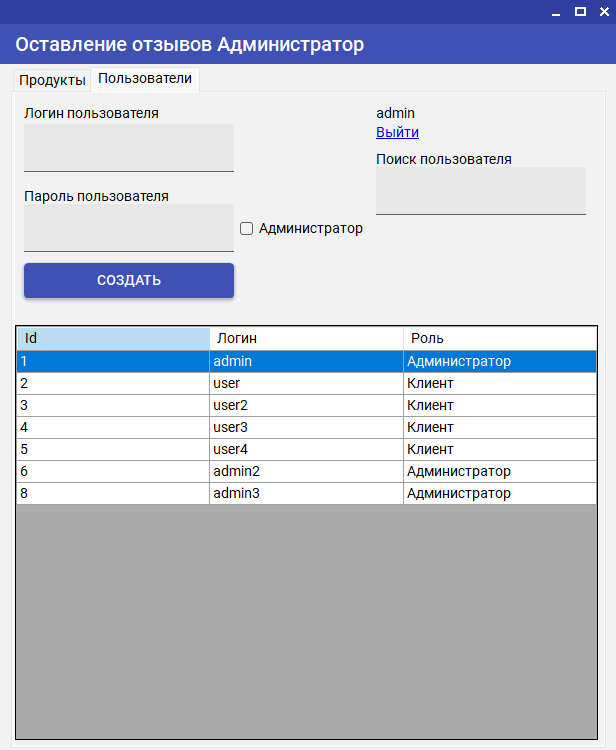 Оставление отзывов Администратор
Продукты Пользователи
Логин пользователя
admin
Выйти
Поиск пользователя
Пароль пользователя
Администратор
СОЗДАТЬ
Id Логин Роль
1 admin Администратор
2 user Клиент
3 user2 Клиент
4 user3 Клиент
5 user4 Клиент
6 admin2 Администратор
8 admin3 Администратор